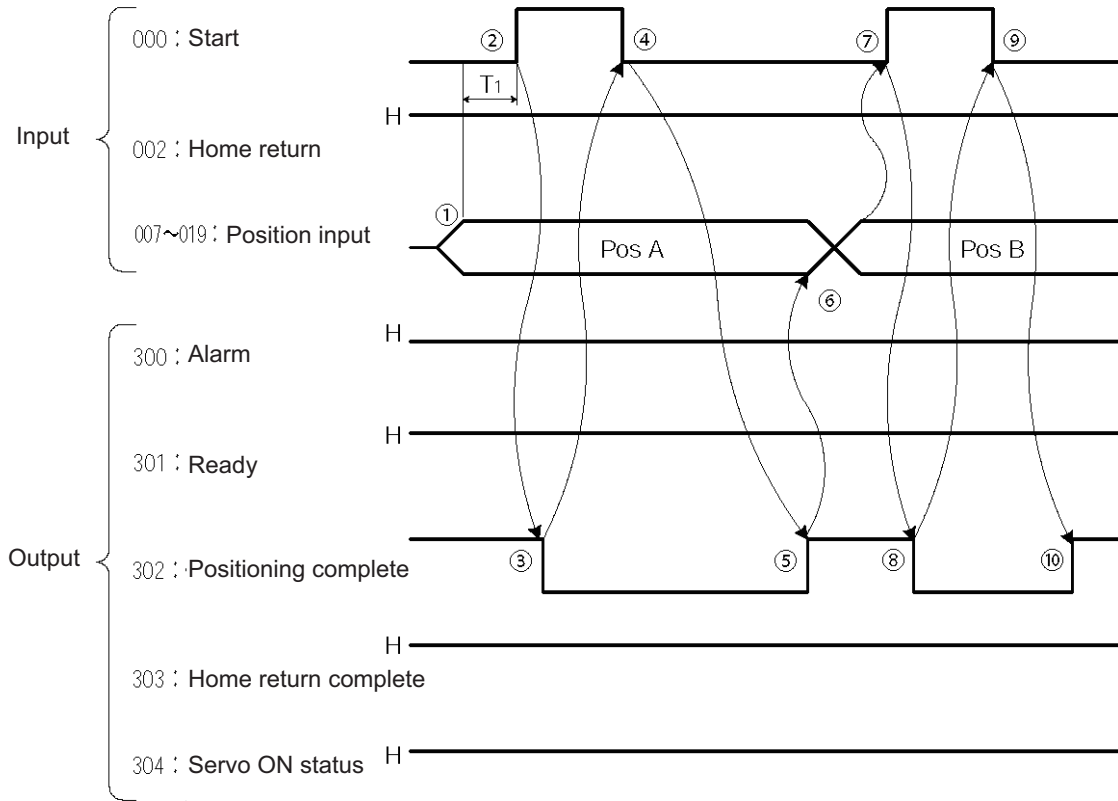 Input
000 : Start
002 : Home return
007~019 : Position input
② ④ ⑦ ⑨
T1
H
①
Pos A
Pos B
⑥
Output
300 : Alarm
301 : Ready
302 : Positioning complete
303 : Home return complete
304 : Servo ON status
H
H
③ ⑤ ⑧ ⑩
H
H